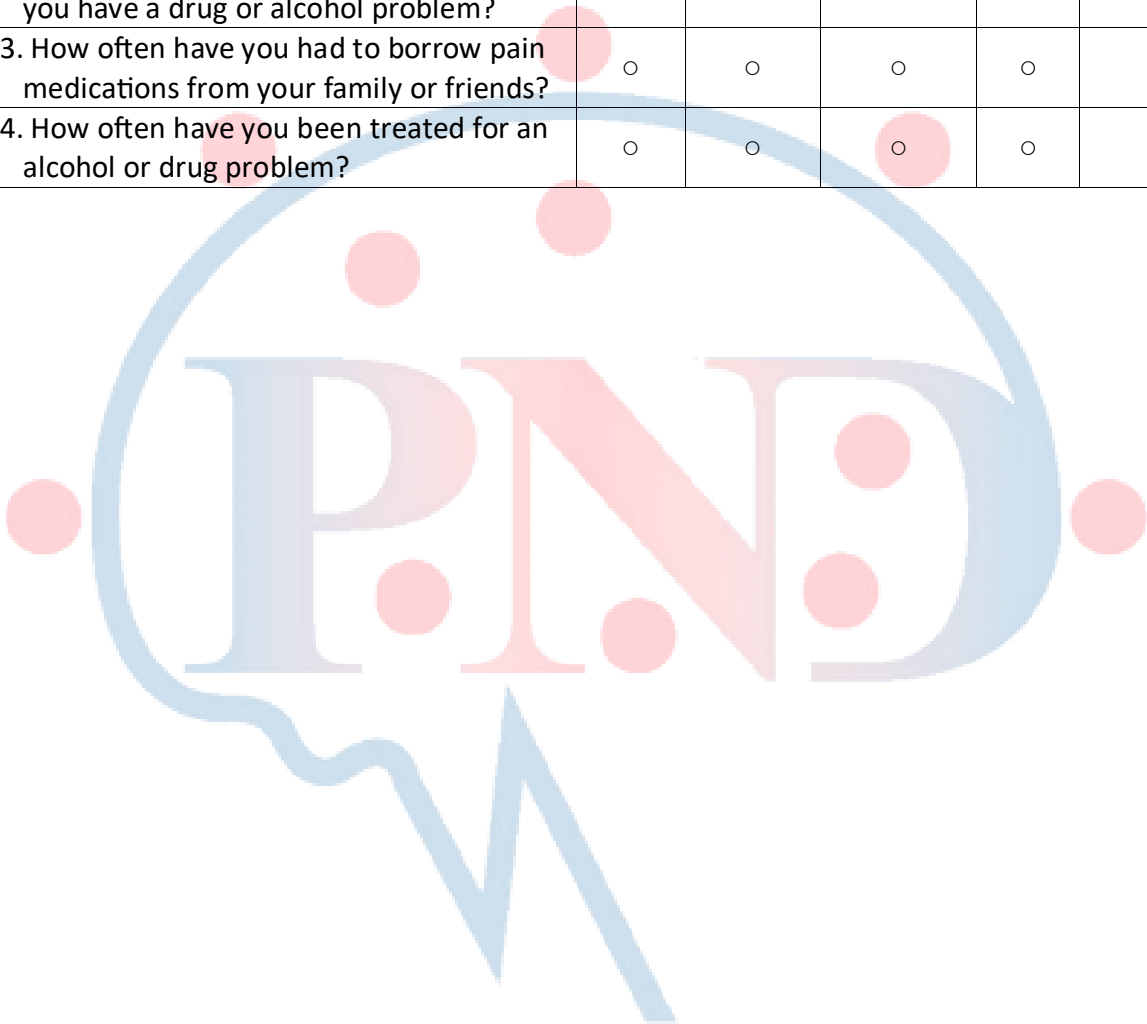 you have a drug or alcohol problem?
3. How often have you had to borrow pain ○ ○ ○ ○
medications from your family or friends?
4. How often have you been treated for an ○ ○ ○ ○
alcohol or drug problem?
PND